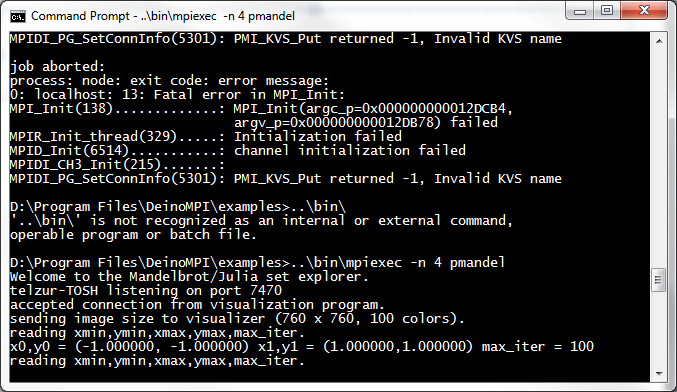 Command Prompt - ..\bin\mpiexec -n 4 pmandel
MPIDI_PG_SetConnInfo(5301): PMI_KVS_Put returned -1, Invalid KVS name
job aborted:
process: node: exit code: error message:
0: localhost: 13: Fatal error in MPI_Init:
MPI_Init(138).............: MPI_Init(argc_p=0x000000000012DCB4,
argv_p=0x000000000012DB78) failed
MPIR_Init_thread(329).....: Initialization failed
MPID_Init(6514)...........: channel initialization failed
MPIDI_CH3_Init(215).......:
MPIDI_PG_SetConnInfo(5301): PMI_KVS_Put returned -1, Invalid KVS name
D:\Program Files\DeinoMPI\examples>..\bin\
'..\bin\' is not recognized as an internal or external command,
operable program or batch file.
D:\Program Files\DeinoMPI\examples>..\bin\mpiexec -n 4 pmandel
Welcome to the Mandelbrot/Julia set explorer.
telzur-TOSH listening on port 7470
accepted connection from visualization program.
sending image size to visualizer (760 x 760, 100 colors).
reading xmin,ymin,xmax,ymax,max_iter.
x0,y0 = (-1.000000, -1.000000) x1,y1 = (1.000000,1.000000) max_iter = 100
reading xmin,ymin,xmax,ymax,max_iter.